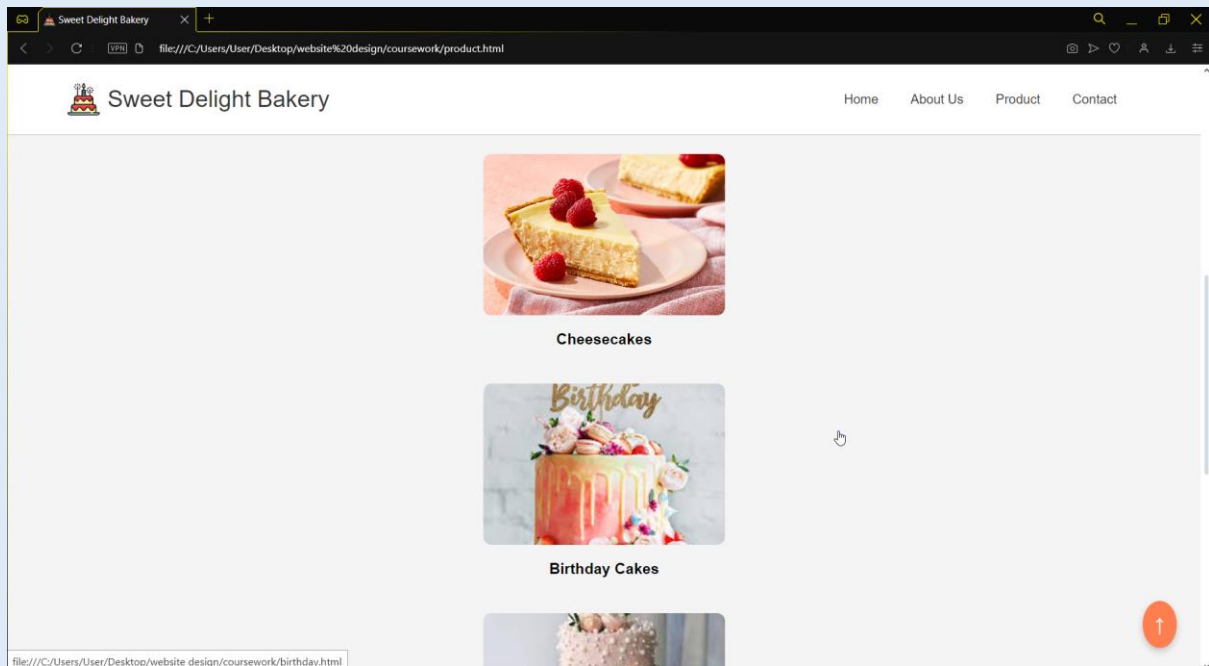 Sweet Delight Bakery
VPN
file:///C:/Users/User/Desktop/website%20design/coursework/product.html
Sweet Delight Bakery
Home About Us Product Contact
Cheesecakes
Birthday
Birthday Cakes
↑
file:///C:/Users/User/Desktop/website design/coursework/birthday.html